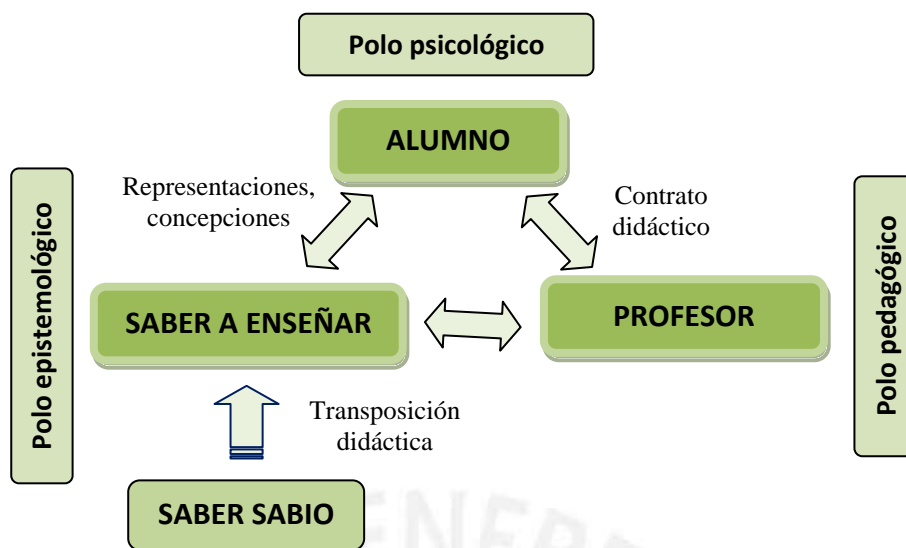 Polo psicológico
ALUMNO
Representaciones,
concepciones
Contrato
didáctico
Polo epistemológico
SABER A ENSEÑAR
PROFESOR
Polo pedagógico
Transposición
didáctica
SABER SABIO